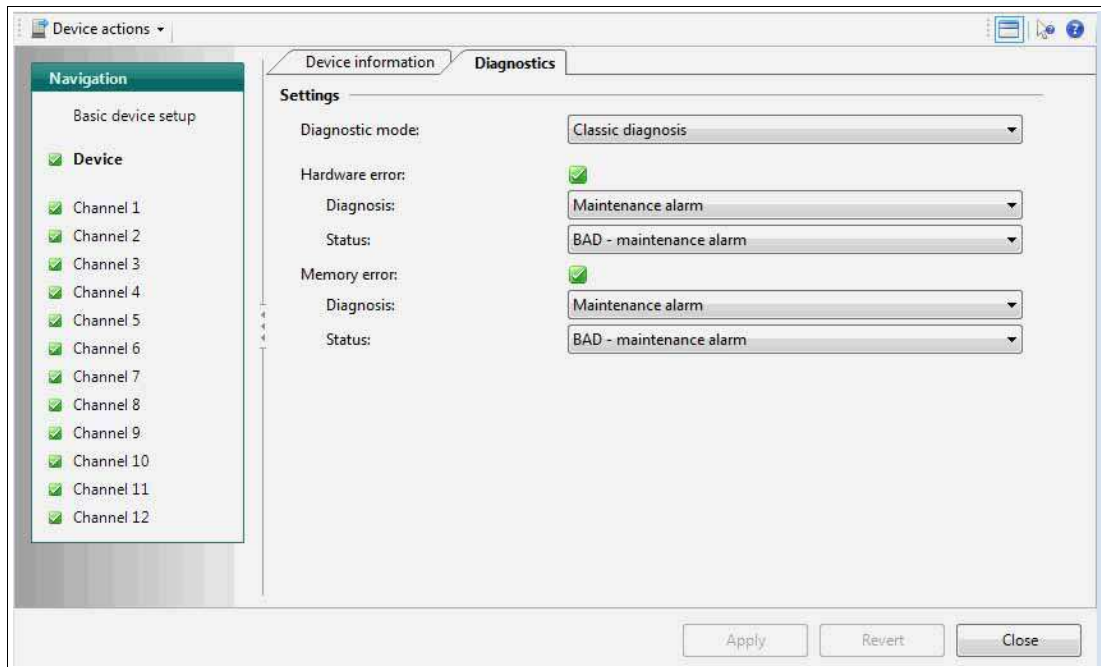 Device actions
Navigation
Basic device setup
Device
Channel 1
Channel 2
Channel 3
Channel 4
Channel 5
Channel 6
Channel 7
Channel 8
Channel 9
Channel 10
Channel 11
Channel 12
Device information
Diagnostics
Settings
Diagnostic mode: Classic diagnosis
Hardware error:
Diagnosis: Maintenance alarm
Status: BAD - maintenance alarm
Memory error:
Diagnosis: Maintenance alarm
Status: BAD - maintenance alarm
Apply Revert Close